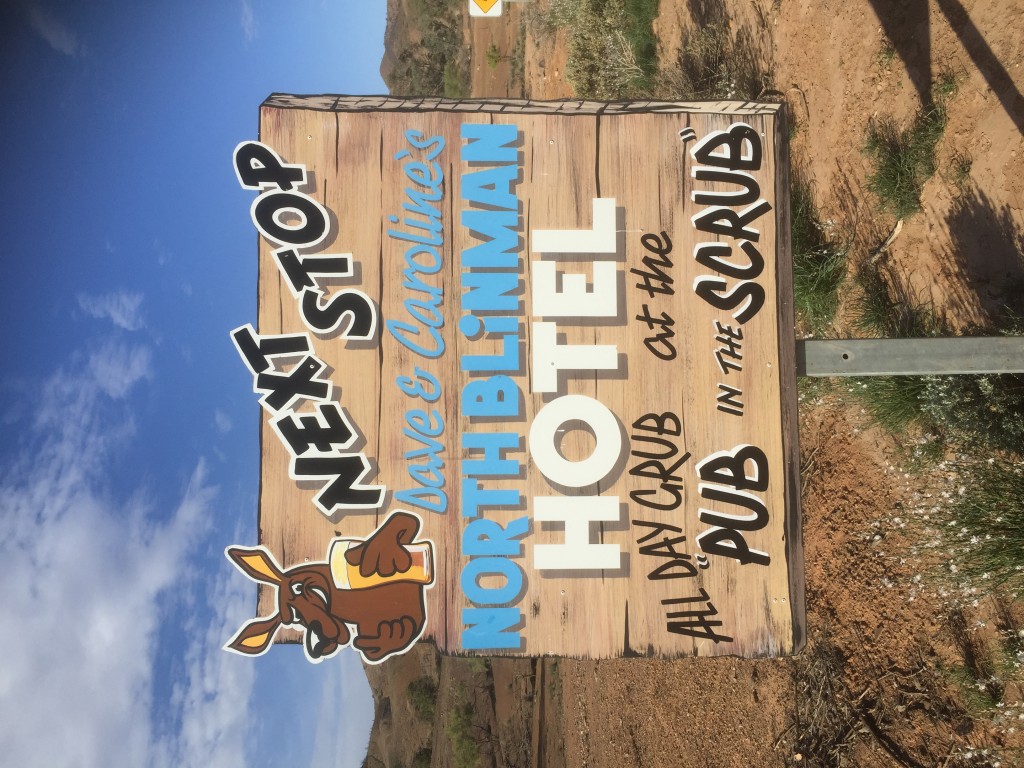 NEXT STOP
Dave & Caroline's
NORTH BLiNMAN
HOTEL
ALL DAY GRUB at the
"PUB IN THE SCRUB"